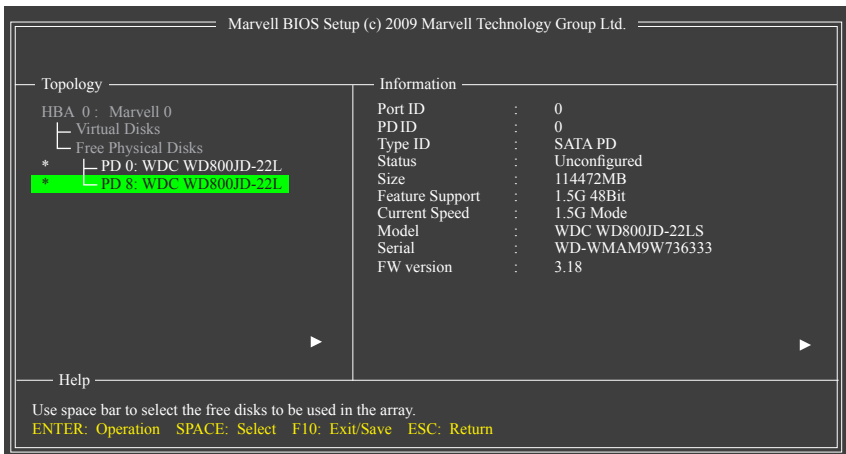 Marvell BIOS Setup (c) 2009 Marvell Technology Group Ltd.
Topology
HBA 0 : Marvell 0
Virtual Disks
Free Physical Disks
* PD 0: WDC WD800JD-22L
* PD 8: WDC WD800JD-22L
Information
Port ID : 0
PD ID : 0
Type ID : SATA PD
Status : Unconfigured
Size : 114472MB
Feature Support : 1.5G 48Bit
Current Speed : 1.5G Mode
Model : WDC WD800JD-22LS
Serial : WD-WMAM9W736333
FW version : 3.18
Help
Use space bar to select the free disks to be used in the array.
ENTER: Operation SPACE: Select F10: Exit/Save ESC: Return